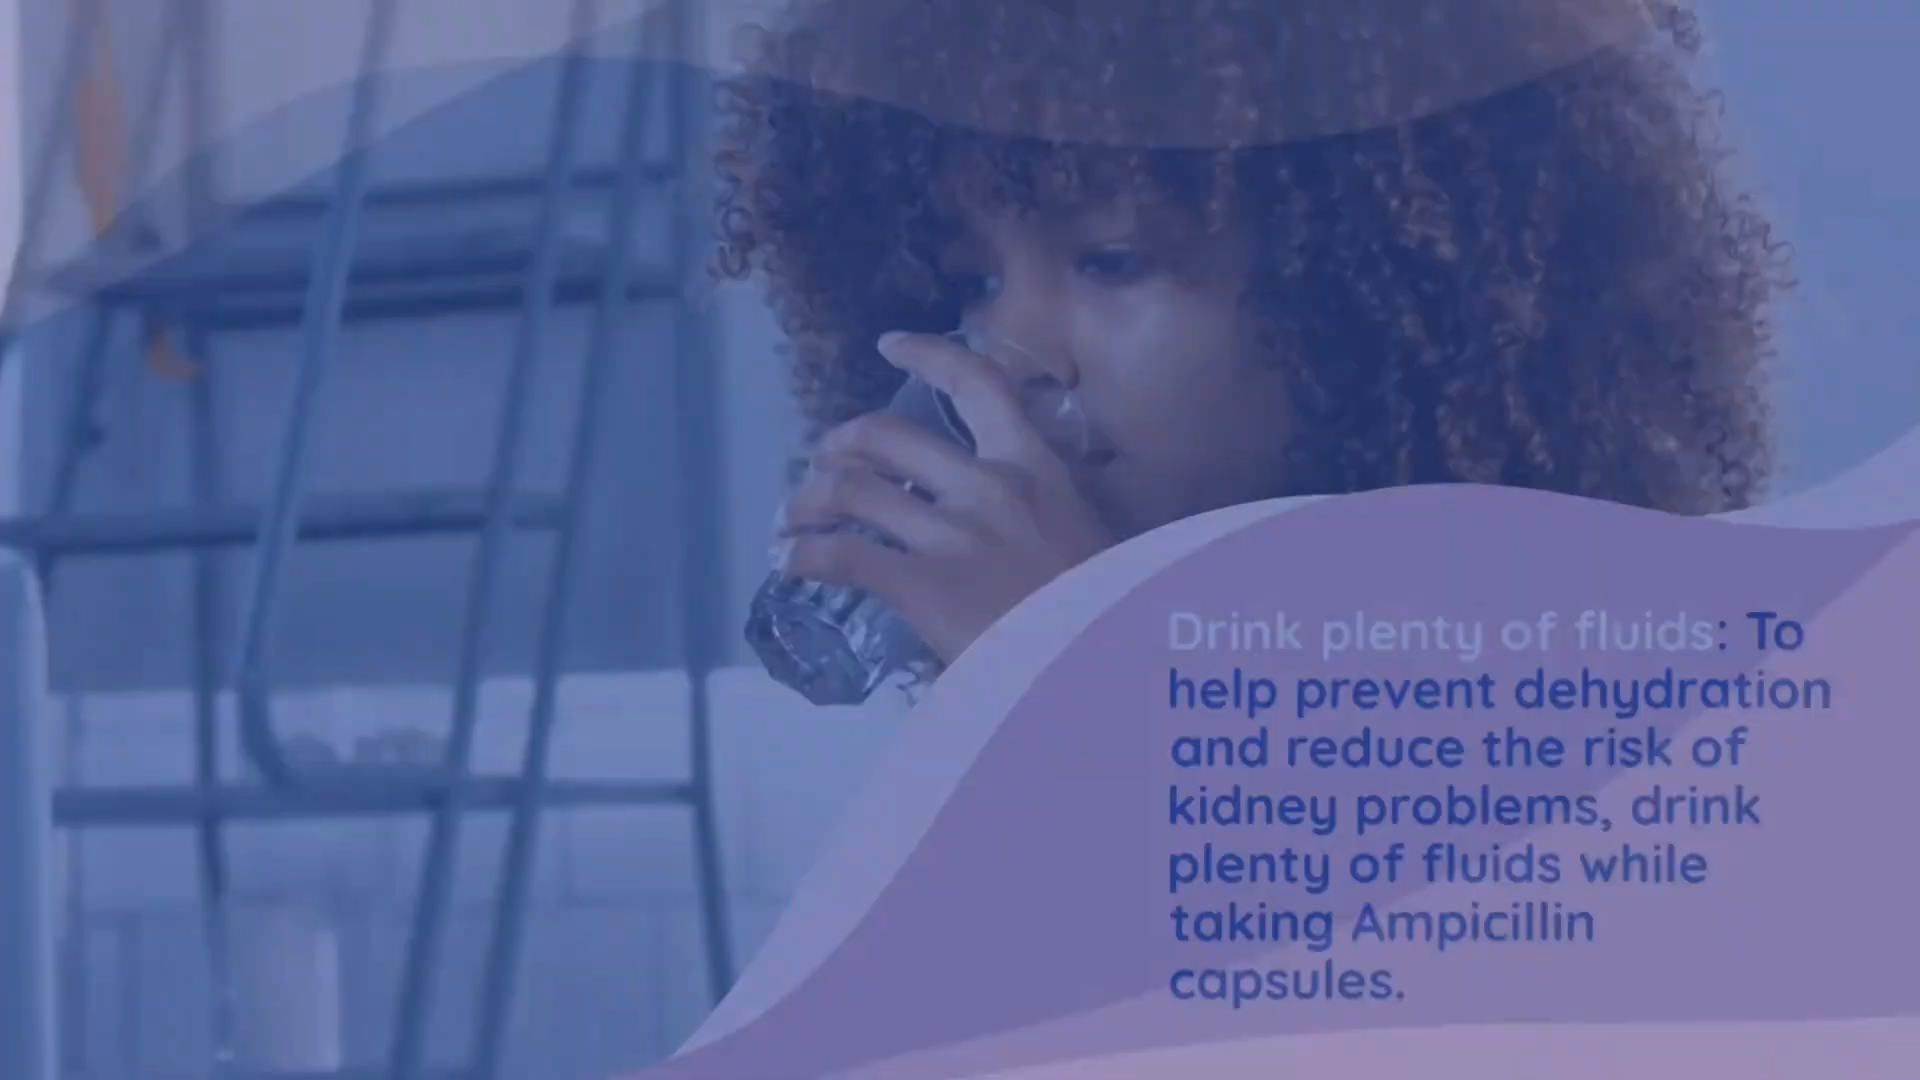 Drink plenty of fluids: To
help prevent dehydration
and reduce the risk of
kidney problems, drink
plenty of fluids while
taking Ampicillin
capsules.